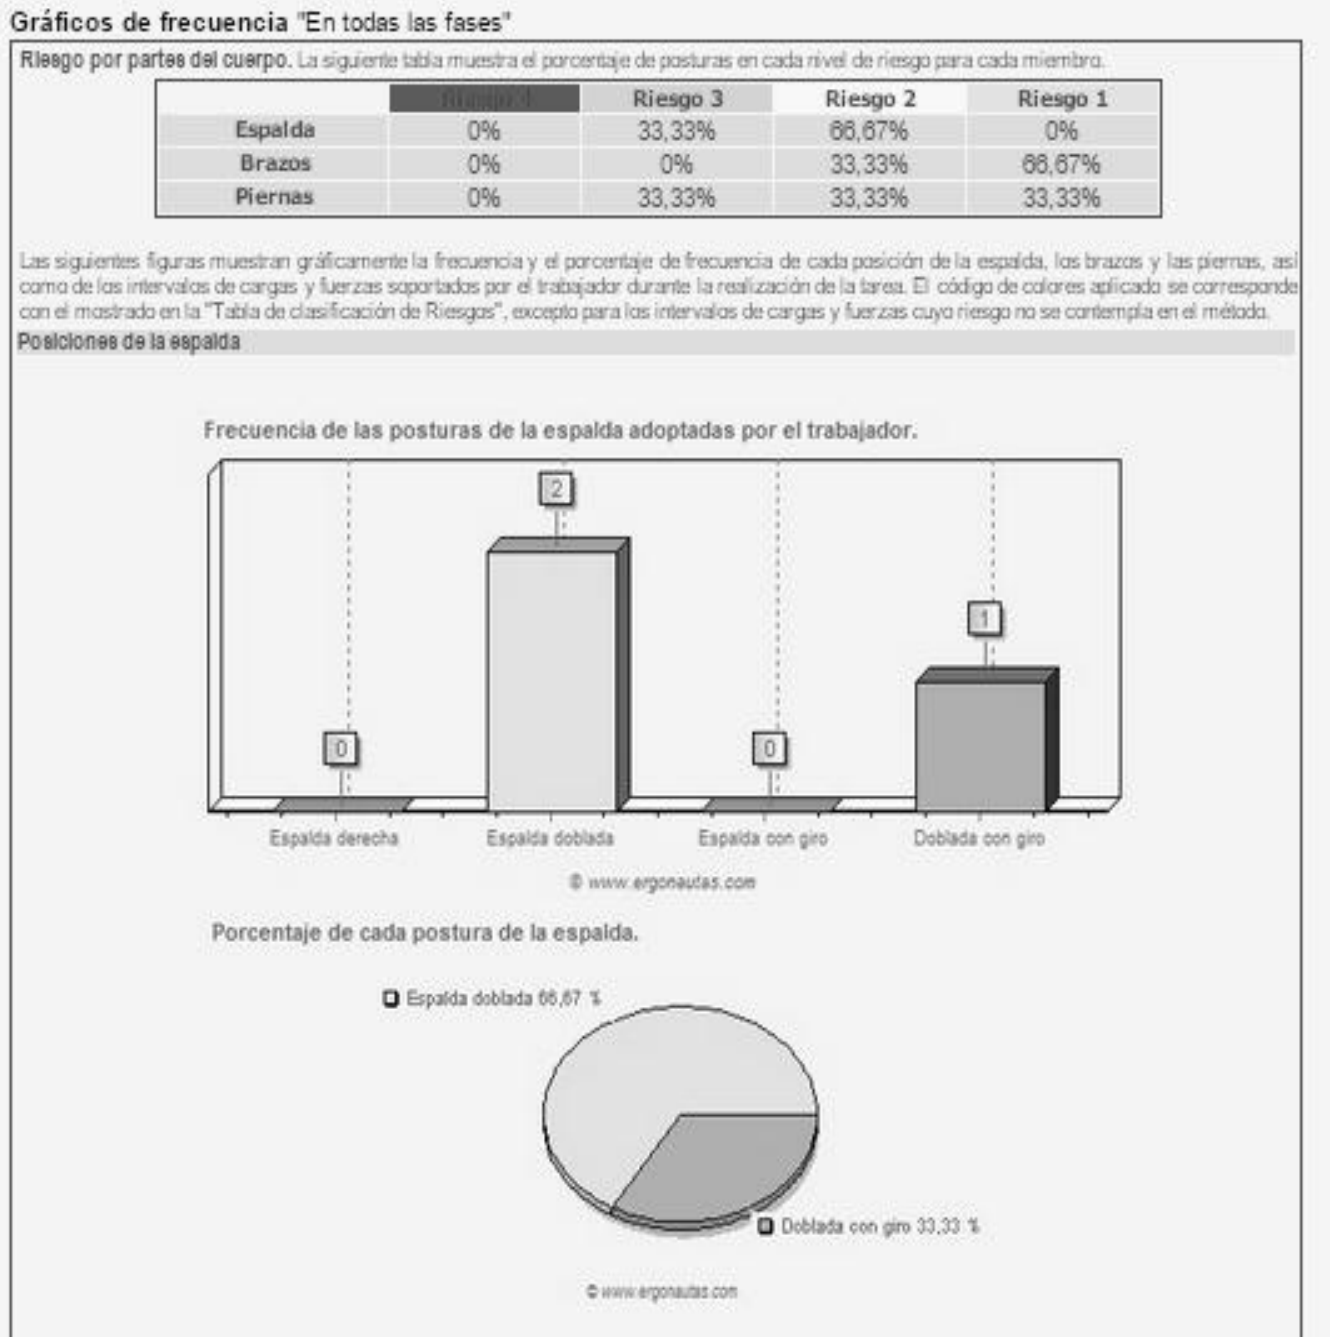 Gráficos de frecuencia "En todas las fases"
Riesgo por partes del cuerpo. La siguiente tabla muestra el porcentaje de posturas en cada nivel de riesgo para cada miembro.
Riesgo 4 Riesgo 3 Riesgo 2 Riesgo 1
Espalda 0% 33,33% 66,67% 0%
Brazos 0% 0% 33,33% 66,67%
Piernas 0% 33,33% 33,33% 33,33%
Las siguientes figuras muestran gráficamente la frecuencia y el porcentaje de frecuencia de cada posición de la espalda, los brazos y las piernas, así
como de los intervalos de cargas y fuerzas soportados por el trabajador durante la realización de la tarea. El código de colores aplicado se corresponde
con el mostrado en la "Tabla de clasificación de Riesgos", excepto para los intervalos de cargas y fuerzas cuyo riesgo no se contempla en el método.
Posiciones de la espalda
Frecuencia de las posturas de la espalda adoptadas por el trabajador.
2
1
0
0
Espalda derecha Espalda doblada Espalda con giro Doblada con giro
© www.ergonautas.com
Porcentaje de cada postura de la espalda.
Espalda doblada 66,67 %
Doblada con giro 33,33 %
© www.ergonautas.com